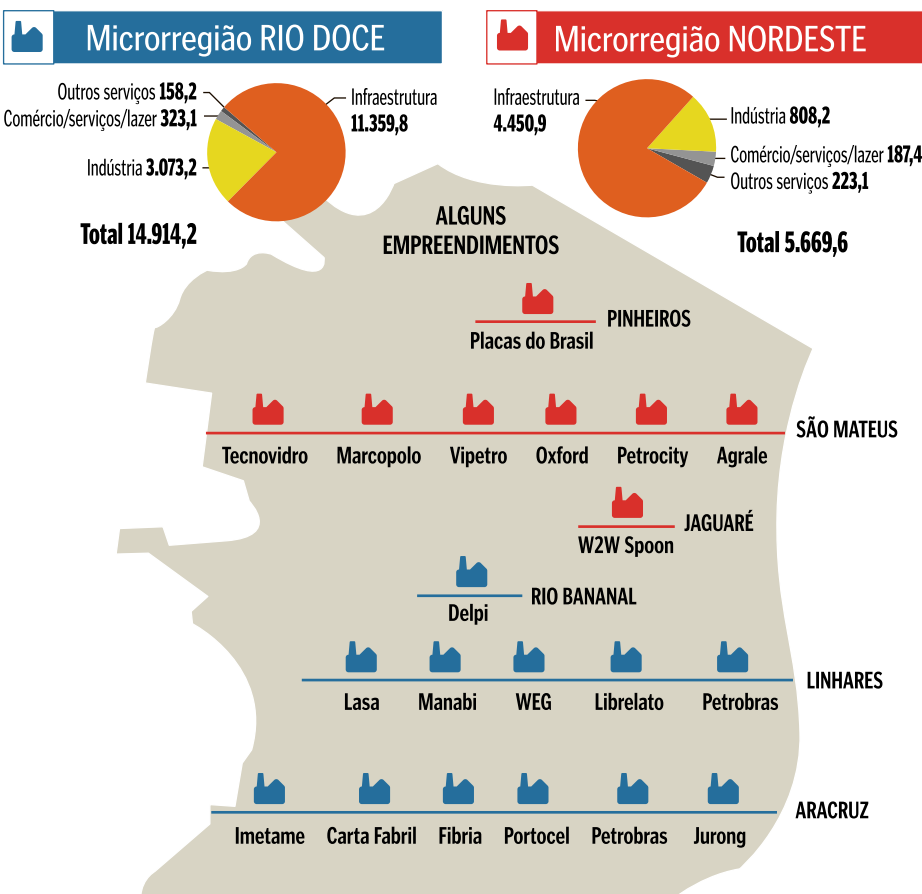 Microrregião RIO DOCE
Outros serviços 158,2
Comércio/serviços/lazer 323,1
Indústria 3.073,2
Infraestrutura
11.359,8
Total 14.914,2
Microrregião NORDESTE
Infraestrutura
4.450,9
Indústria 808,2
Comércio/serviços/lazer 187,4
Outros serviços 223,1
Total 5.669,6
ALGUNS
EMPREENDIMENTOS
PINHEIROS
Placas do Brasil
SÃO MATEUS
Tecnovidro Marcopolo Vipetro Oxford Petrocity Agrale
JAGUARÉ
W2W Spoon
RIO BANANAL
Delpi
LINHARES
Lasa Manabi WEG Librelato Petrobras
ARACRUZ
Imetame Carta Fabril Fibria Portocel Petrobras Jurong